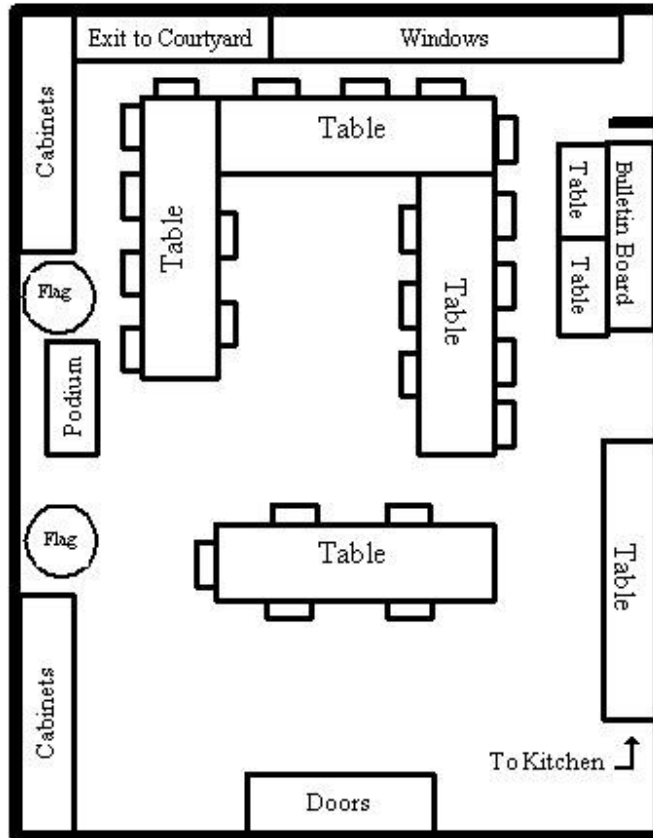 Exit to Courtyard
Windows
Cabinets
Table
Table
Table
Table
Table
Bulletin Board
Flag
Podium
Flag
Table
Table
Cabinets
To Kitchen
Doors